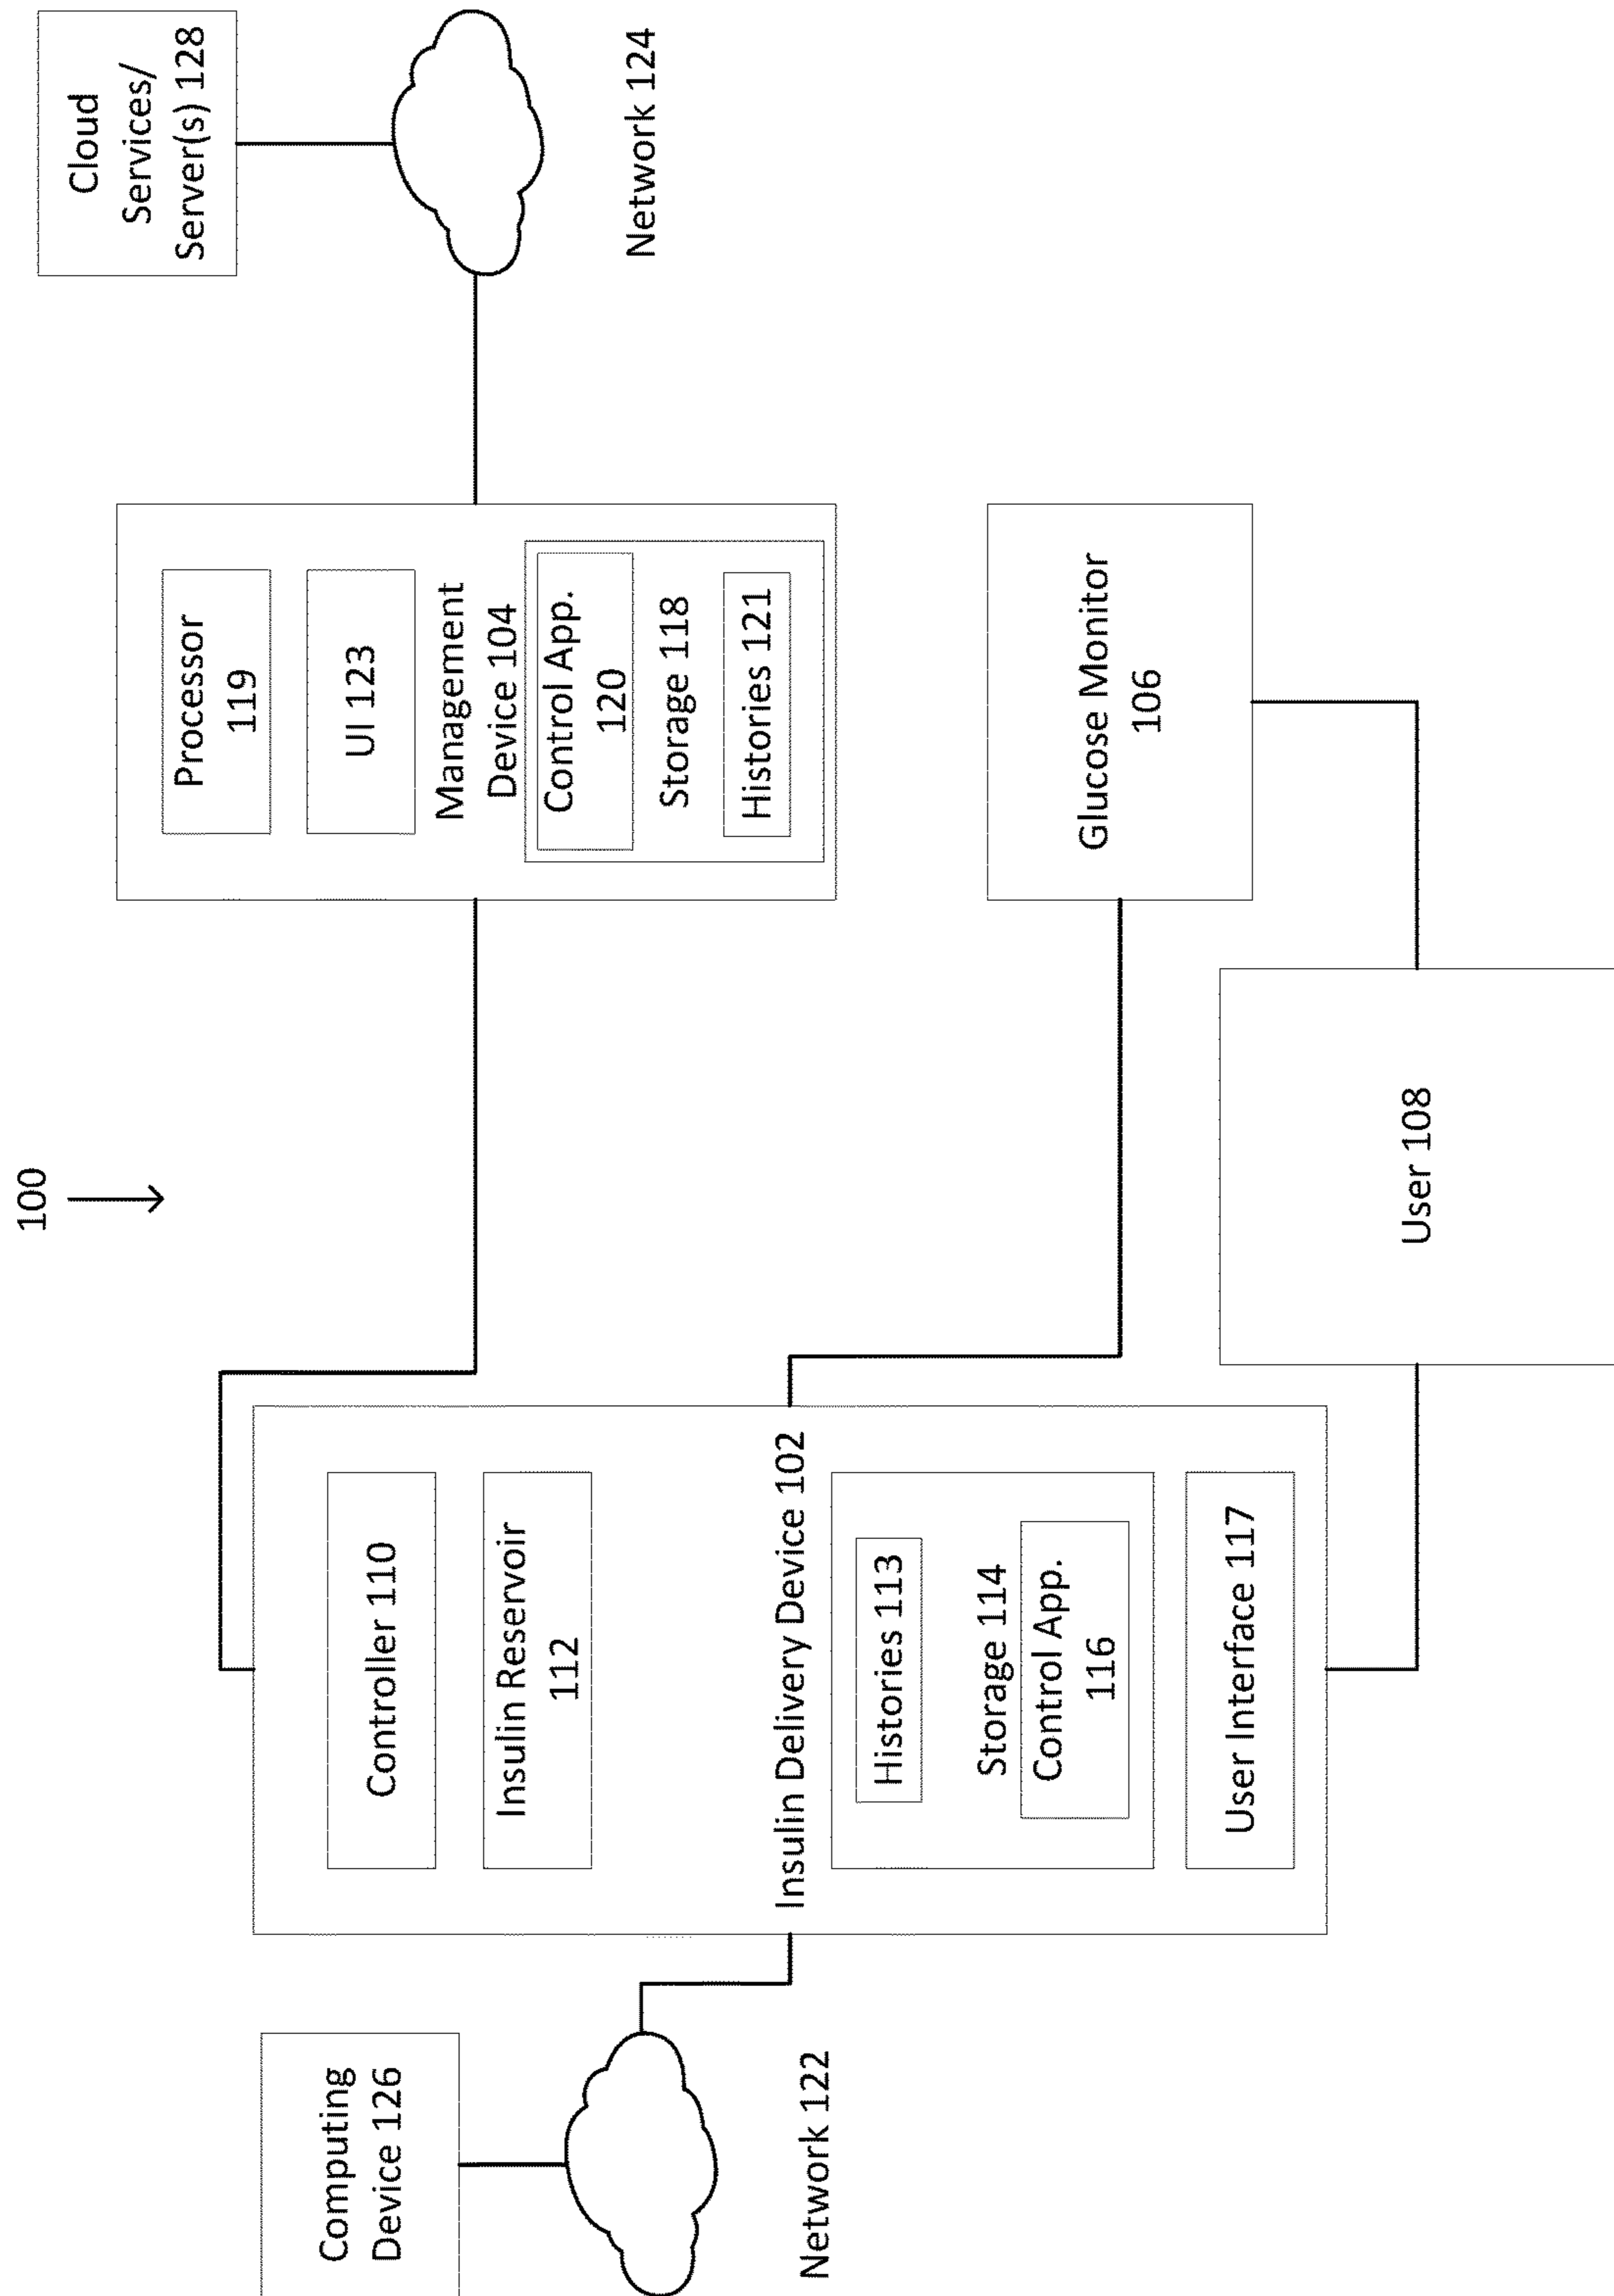 100
Computing
Device 126
Network 122
Controller 110
Insulin Reservoir
112
Insulin Delivery Device 102
Histories 113
Storage 114
Control App.
116
User Interface 117
User 108
Processor
119
UI 123
Management
Device 104
Control App.
120
Storage 118
Histories 121
Glucose Monitor
106
Cloud
Services/
Server(s) 128
Network 124